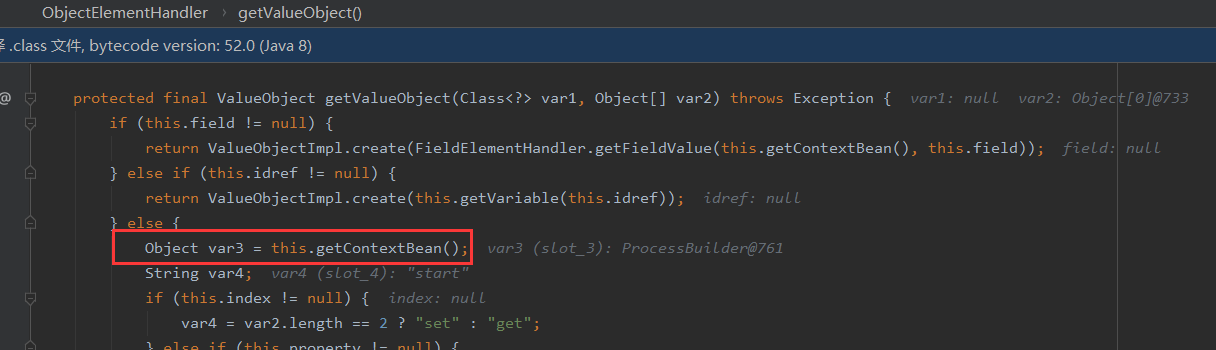 ObjectElementHandler › getValueObject()
.class 文件, bytecode version: 52.0 (Java 8)
@ protected final ValueObject getValueObject(Class<?> var1, Object[] var2) throws Exception { var1: null var2: Object[0]@733
if (this.field != null) {
return ValueObjectImpl.create(FieldElementHandler.getFieldValue(this.getContextBean(), this.field)); field: null
} else if (this.idref != null) {
return ValueObjectImpl.create(this.getVariable(this.idref)); idref: null
} else {
Object var3 = this.getContextBean(); var3 (slot_3): ProcessBuilder@761
String var4; var4 (slot_4): "start"
if (this.index != null) { index: null
var4 = var2.length == 2 ? "set" : "get";
} else if (this.property != null) {